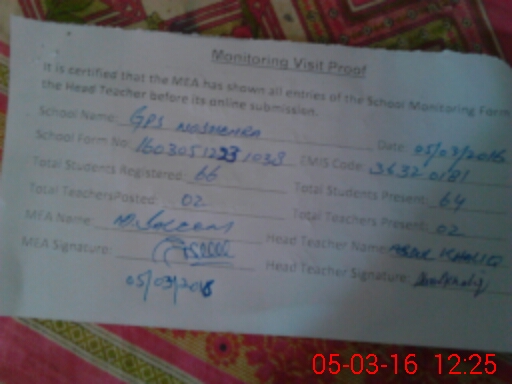 Monitoring Visit Proof
It is certified that the MEA has shown all entries of the School Monitoring Form
the Head Teacher before its online submission.
School Name: GPS Date: 05/03/2016
School Form No: EMIS Code: 36320181
Total Students Registered: 66 Total Students Present: 64
Total TeachersPosted: 02 Total Teachers Present: 02
MEA Name: Head Teacher Name: KHALIQ
MEA Signature: Head Teacher Signature:
05/03/2016
05-03-16 12:25